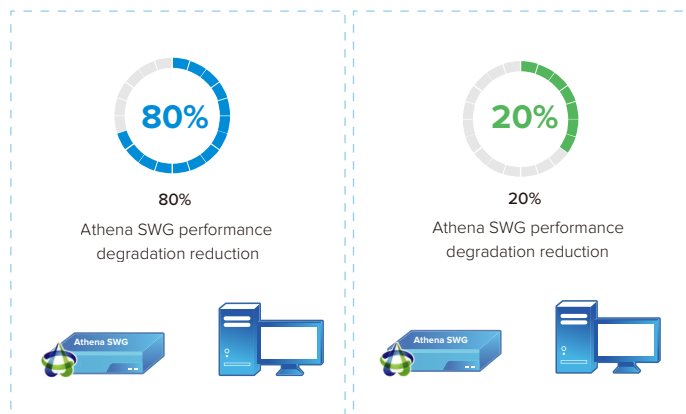 80%
80%
Athena SWG performance
degradation reduction
Athena SWG
20%
20%
Athena SWG performance
degradation reduction
Athena SWG